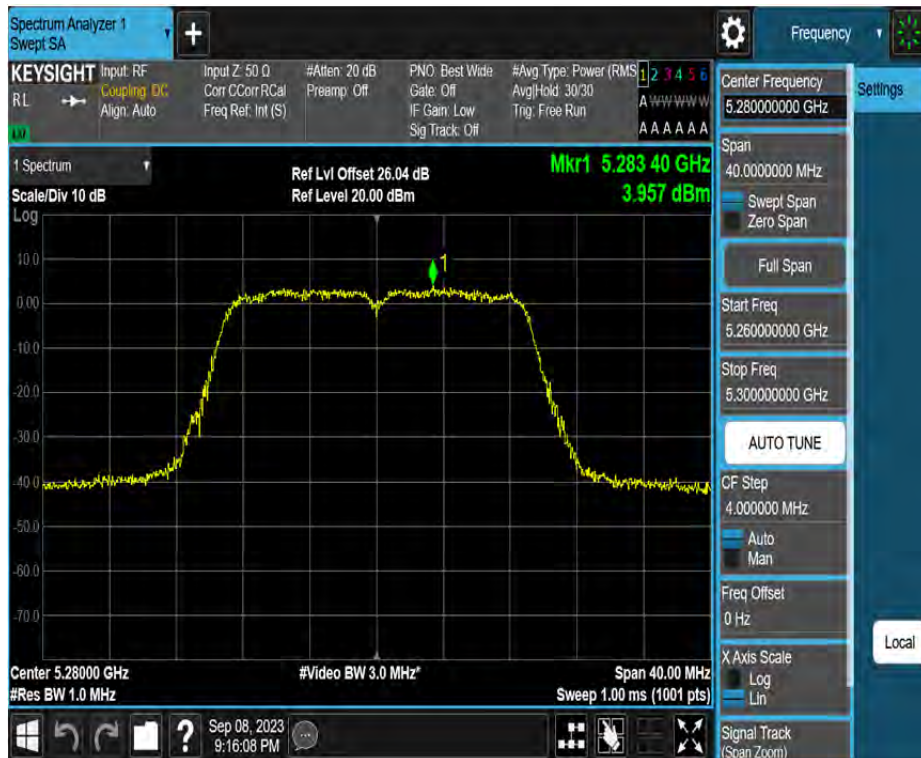 Spectrum Analyzer 1
Swept SA
Frequency
KEYSIGHT
RL
LXI
Input: RF
Coupling: DC
Align: Auto
Input Z: 50 Ω
Corr CCorr RCal
Freq Ref: Int (S)
#Atten: 20 dB
Preamp: Off
PNO: Best Wide
Gate: Off
IF Gain: Low
Sig Track: Off
#Avg Type: Power (RMS
Avg|Hold: 30/30
Trig: Free Run
1 2 3 4 5 6
A W W W W W
A A A A A A
Center Frequency
5.280000000 GHz
Settings
Span
40.0000000 MHz
Swept Span
Zero Span
Full Span
Start Freq
5.260000000 GHz
Stop Freq
5.300000000 GHz
AUTO TUNE
CF Step
4.000000 MHz
Auto
Man
Freq Offset
0 Hz
X Axis Scale
Log
Lin
Signal Track
(Span Zoom)
Local
1 Spectrum
Scale/Div 10 dB
Log
Ref Lvl Offset 26.04 dB
Ref Level 20.00 dBm
Mkr1 5.283 40 GHz
3.957 dBm
1
10.0
0.00
-10.0
-20.0
-30.0
-40.0
-50.0
-60.0
-70.0
Center 5.28000 GHz
#Res BW 1.0 MHz
#Video BW 3.0 MHz*
Span 40.00 MHz
Sweep 1.00 ms (1001 pts)
Sep 08, 2023
9:16:08 PM